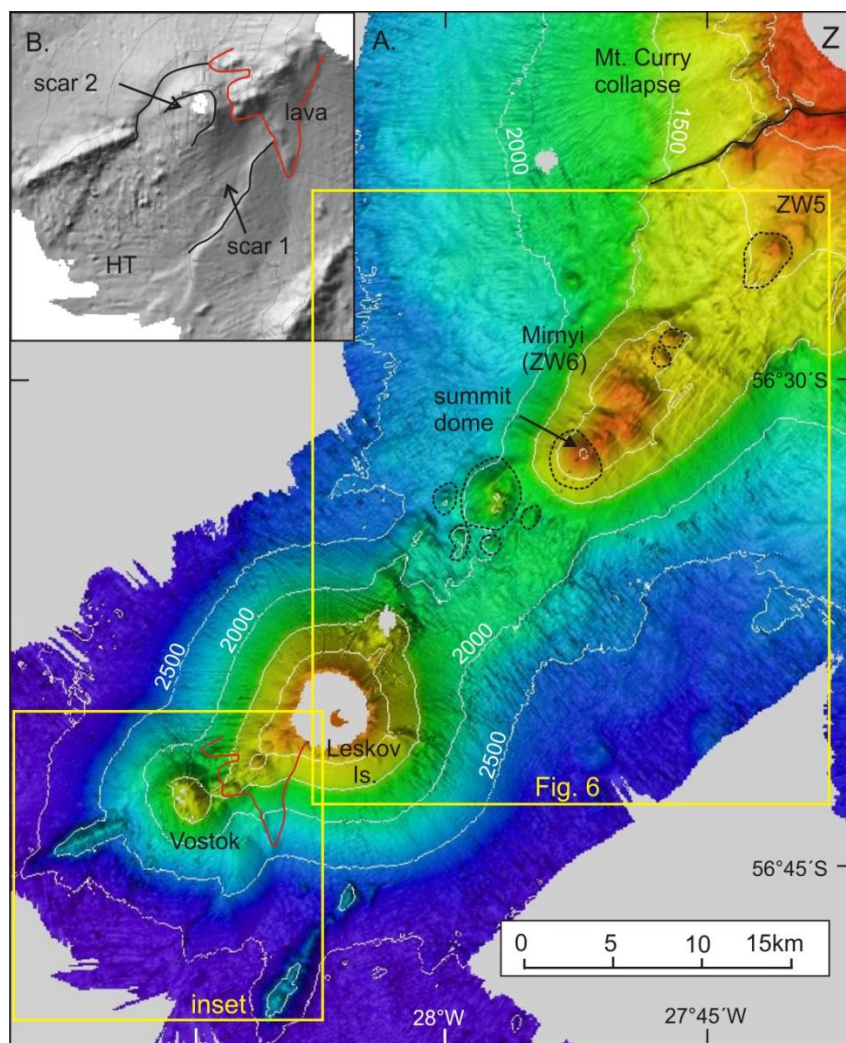 B.
scar 2
lava
scar 1
HT
A.
Z
Mt. Curry
collapse
2000
1500
ZW5
Mirnyi
(ZW6)
56°30´S
summit
dome
2500
2000
2000
2500
Leskov
Is.
Fig. 6
Vostok
56°45´S
0 5 10 15km
inset
28°W
27°45´W